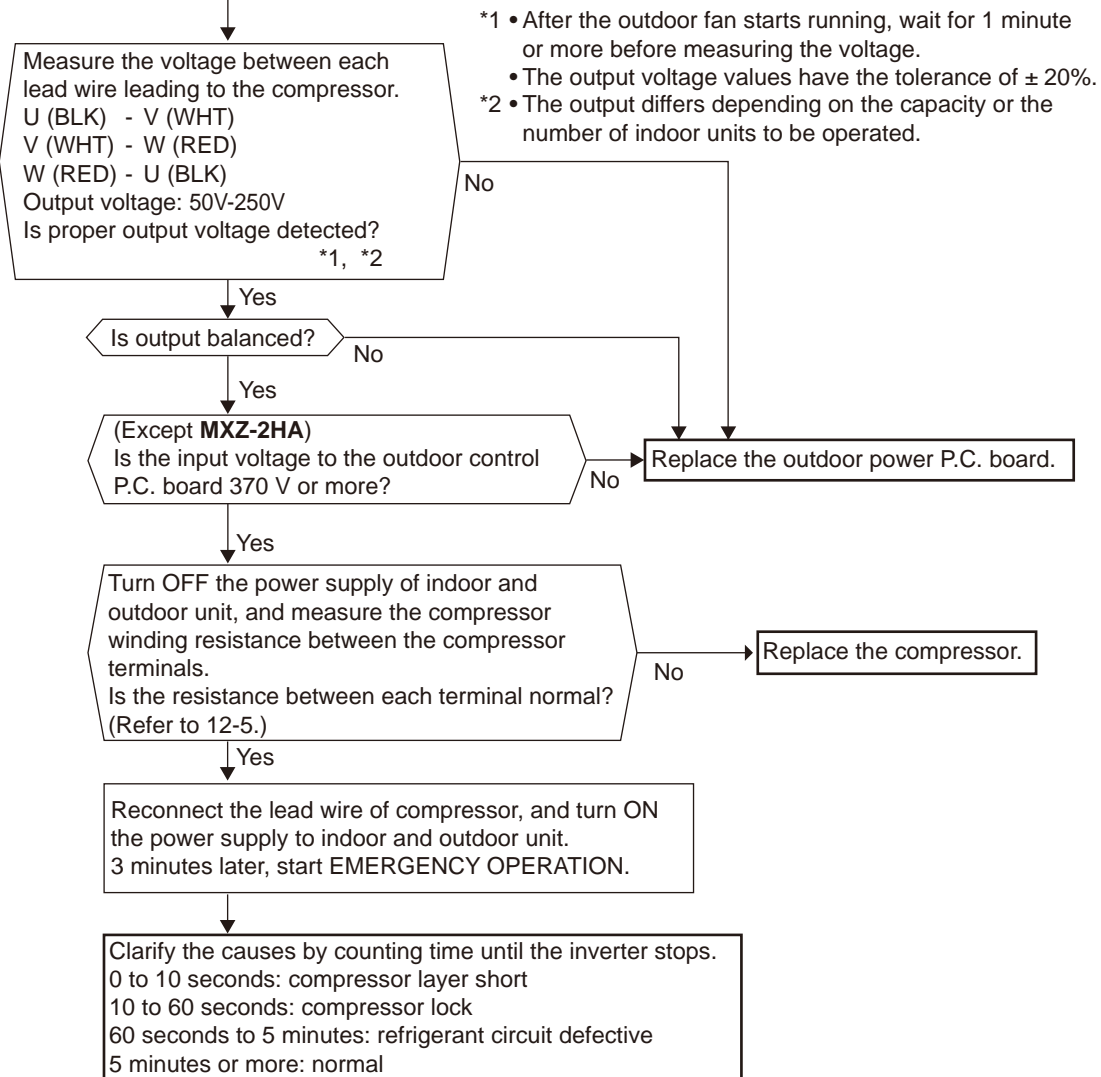 *1 • After the outdoor fan starts running, wait for 1 minute
or more before measuring the voltage.
• The output voltage values have the tolerance of ± 20%.
*2 • The output differs depending on the capacity or the
number of indoor units to be operated.
Measure the voltage between each
lead wire leading to the compressor.
U (BLK) - V (WHT)
V (WHT) - W (RED)
W (RED) - U (BLK)
Output voltage: 50V-250V
Is proper output voltage detected?
*1, *2
No
Yes
Is output balanced?
No
Yes
(Except MXZ-2HA)
Is the input voltage to the outdoor control
P.C. board 370 V or more?
No
Replace the outdoor power P.C. board.
Yes
Turn OFF the power supply of indoor and
outdoor unit, and measure the compressor
winding resistance between the compressor
terminals.
Is the resistance between each terminal normal?
(Refer to 12-5.)
No
Replace the compressor.
Yes
Reconnect the lead wire of compressor, and turn ON
the power supply to indoor and outdoor unit.
3 minutes later, start EMERGENCY OPERATION.
Clarify the causes by counting time until the inverter stops.
0 to 10 seconds: compressor layer short
10 to 60 seconds: compressor lock
60 seconds to 5 minutes: refrigerant circuit defective
5 minutes or more: normal